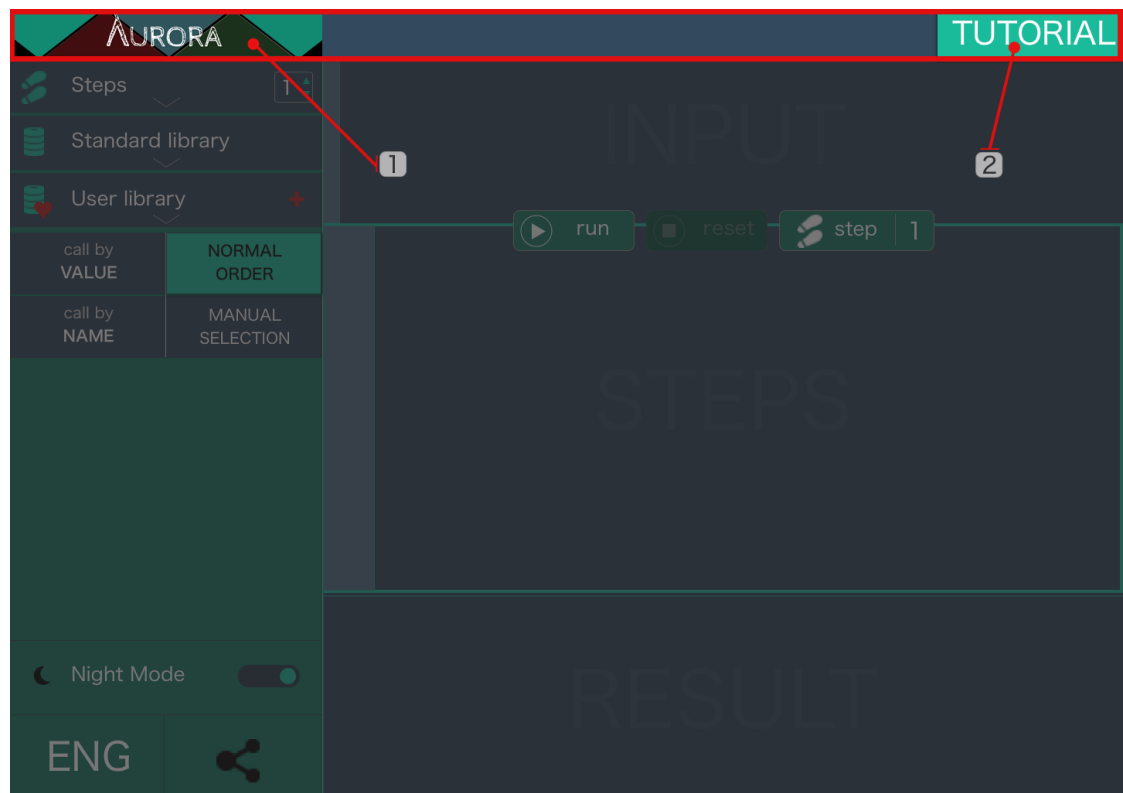 AURORA
TUTORIAL
Steps 1
1
2
Standard library
User library +
call by
VALUE
NORMAL
ORDER
call by
NAME
MANUAL
SELECTION
INPUT
run
reset
step 1
STEPS
RESULT
Night Mode
ENG